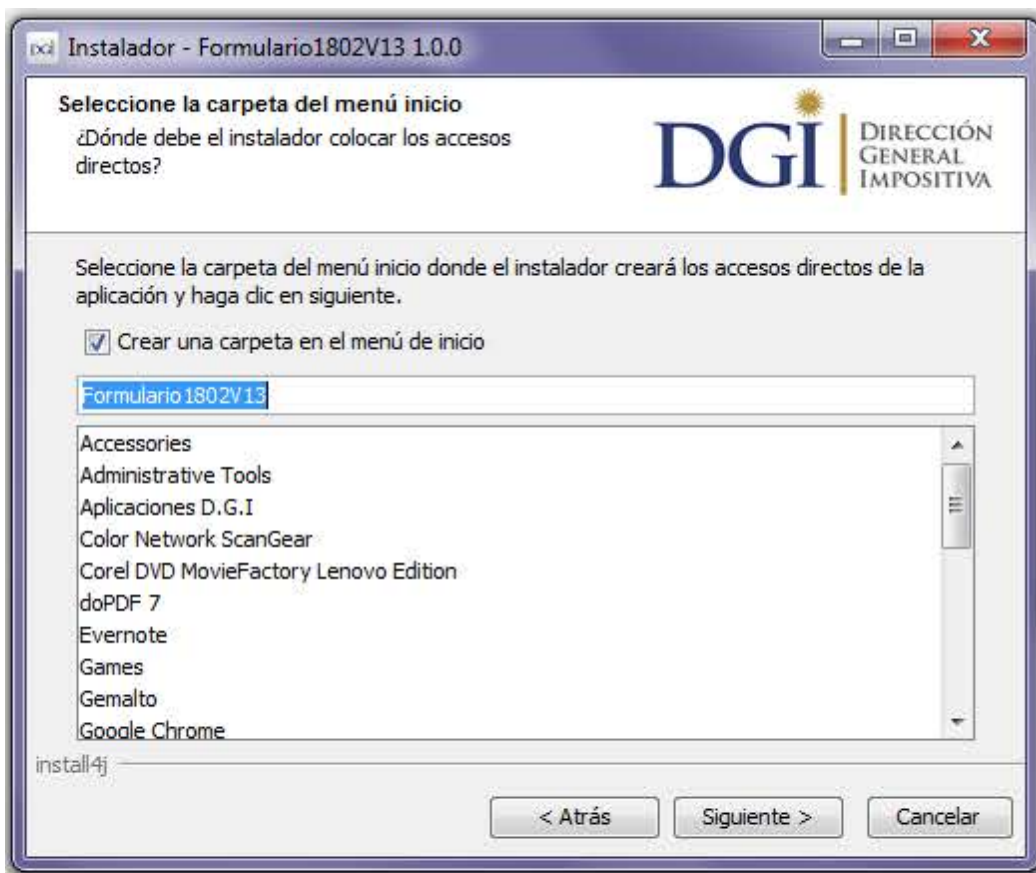 DGI Instalador - Formulario1802V13 1.0.0
Seleccione la carpeta del menú inicio
¿Dónde debe el instalador colocar los accesos
directos?
DGI
DIRECCIÓN
GENERAL
IMPOSITIVA
Seleccione la carpeta del menú inicio donde el instalador creará los accesos directos de la
aplicación y haga clic en siguiente.
Crear una carpeta en el menú de inicio
Formulario1802V13
Accessories
Administrative Tools
Aplicaciones D.G.I
Color Network ScanGear
Corel DVD MovieFactory Lenovo Edition
doPDF 7
Evernote
Games
Gemalto
Google Chrome
install4j
< Atrás
Siguiente >
Cancelar